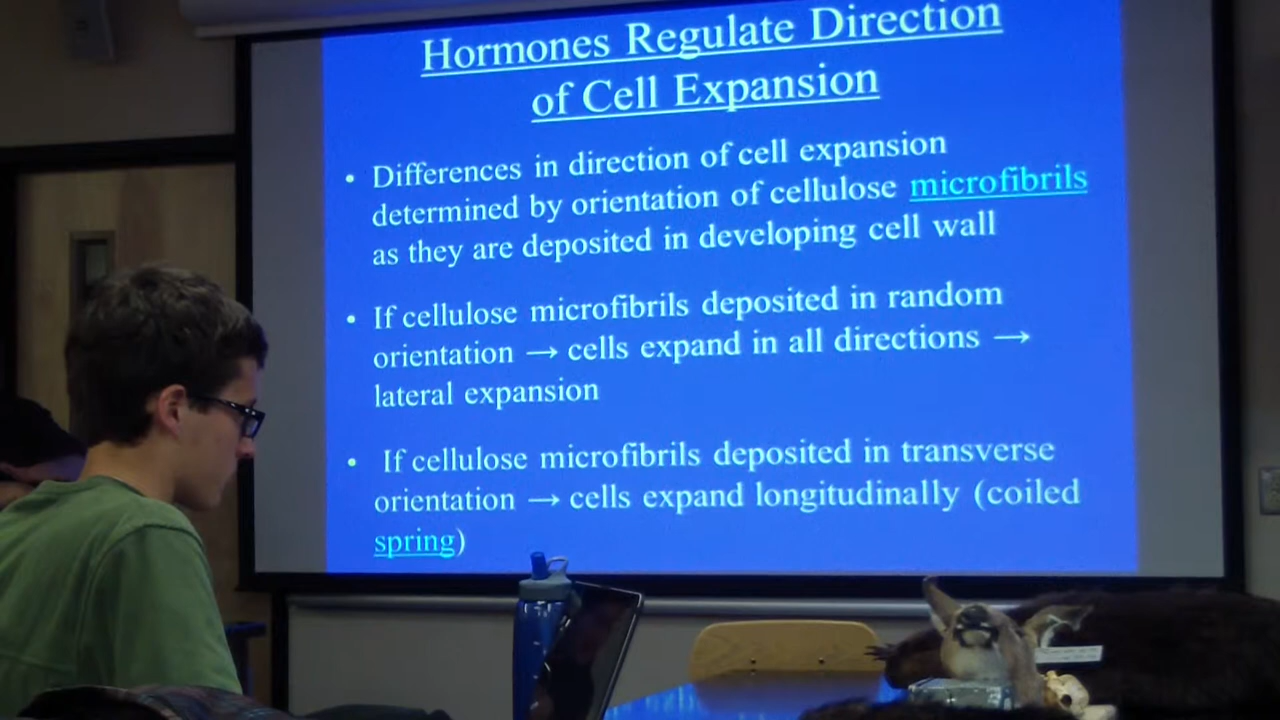 Hormones Regulate Direction
of Cell Expansion
• Differences in direction of cell expansion
determined by orientation of cellulose microfibrils
as they are deposited in developing cell wall
• If cellulose microfibrils deposited in random
orientation → cells expand in all directions →
lateral expansion
• If cellulose microfibrils deposited in transverse
orientation → cells expand longitudinally (coiled
spring)